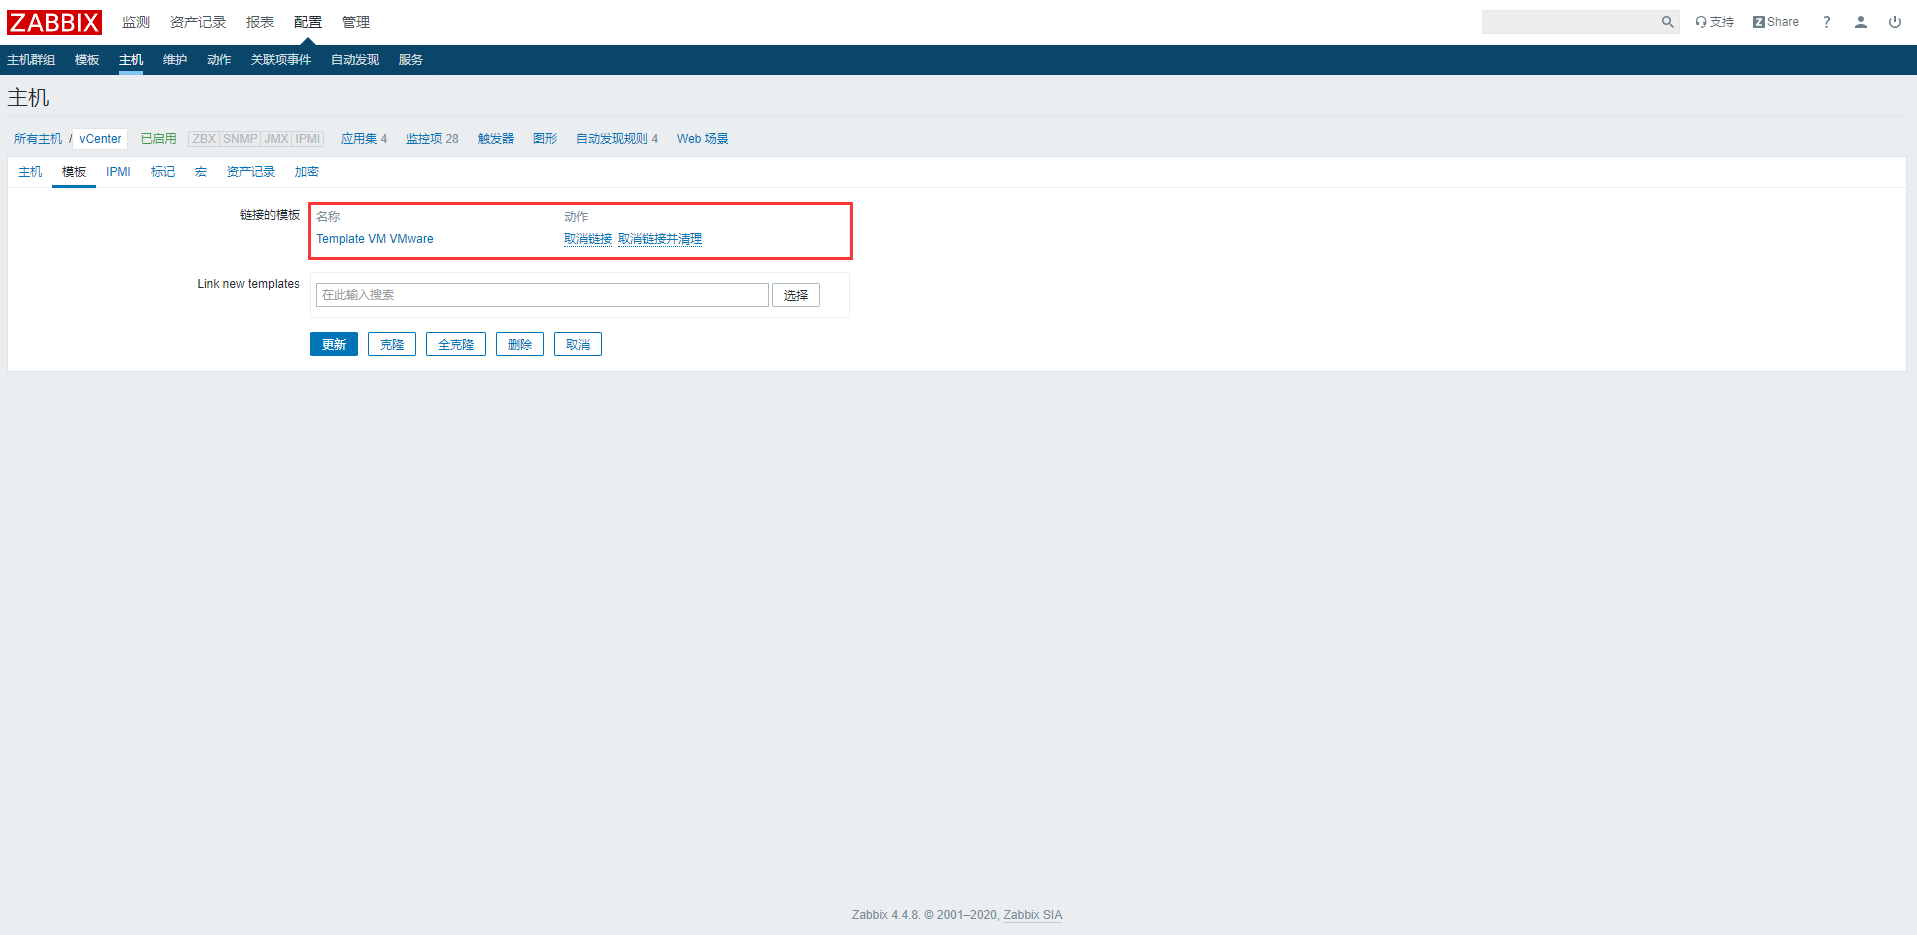 ZABBIX 监测 资产记录 报表 配置 管理 支持 Z Share ?
主机群组 模板 主机 维护 动作 关联项事件 自动发现 服务
主机
所有主机 / vCenter 已启用 ZBX SNMP JMX IPMI 应用集 4 监控项 28 触发器 图形 自动发现规则 4 Web 场景
主机 模板 IPMI 标记 宏 资产记录 加密
链接的模板 名称 动作
Template VM VMware 取消链接 取消链接并清理
Link new templates
在此输入搜索 选择
更新 克隆 全克隆 删除 取消
Zabbix 4.4.8. © 2001–2020, Zabbix SIA